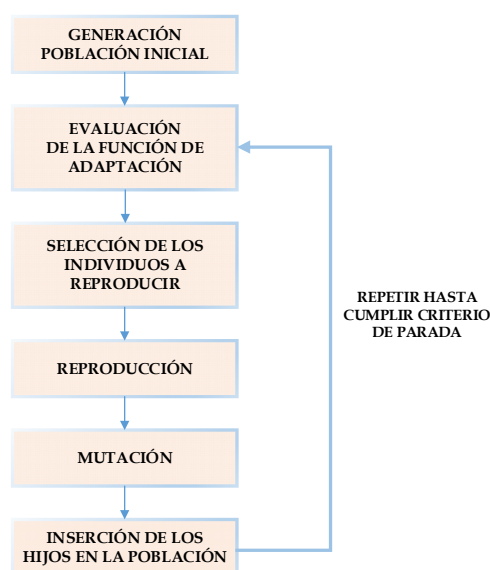 GENERACIÓN
POBLACIÓN INICIAL
EVALUACIÓN
DE LA FUNCIÓN DE
ADAPTACIÓN
SELECCIÓN DE LOS
INDIVIDUOS A
REPRODUCIR
REPETIR HASTA
CUMPLIR CRITERIO
DE PARADA
REPRODUCCIÓN
MUTACIÓN
INSERCIÓN DE LOS
HIJOS EN LA POBLACIÓN